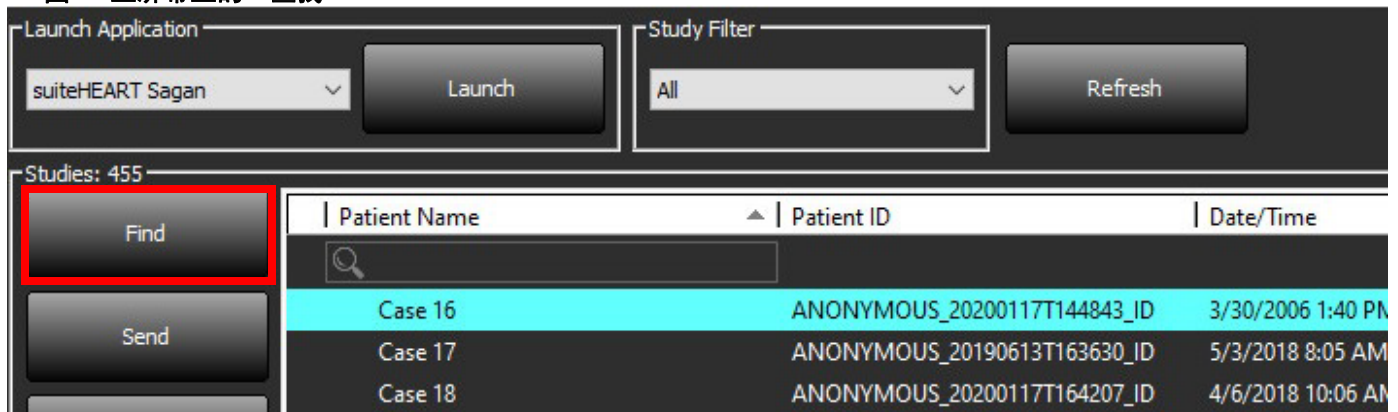 Launch Application
Study Filter
suiteHEART Sagan
Launch
All
Refresh
Studies: 455
Find
Patient Name
Patient ID
Date/Time
Send
Case 16 ANONYMOUS_20200117T144843_ID 3/30/2006 1:40 PM
Case 17 ANONYMOUS_20190613T163630_ID 5/3/2018 8:05 AM
Case 18 ANONYMOUS_20200117T164207_ID 4/6/2018 10:06 AM